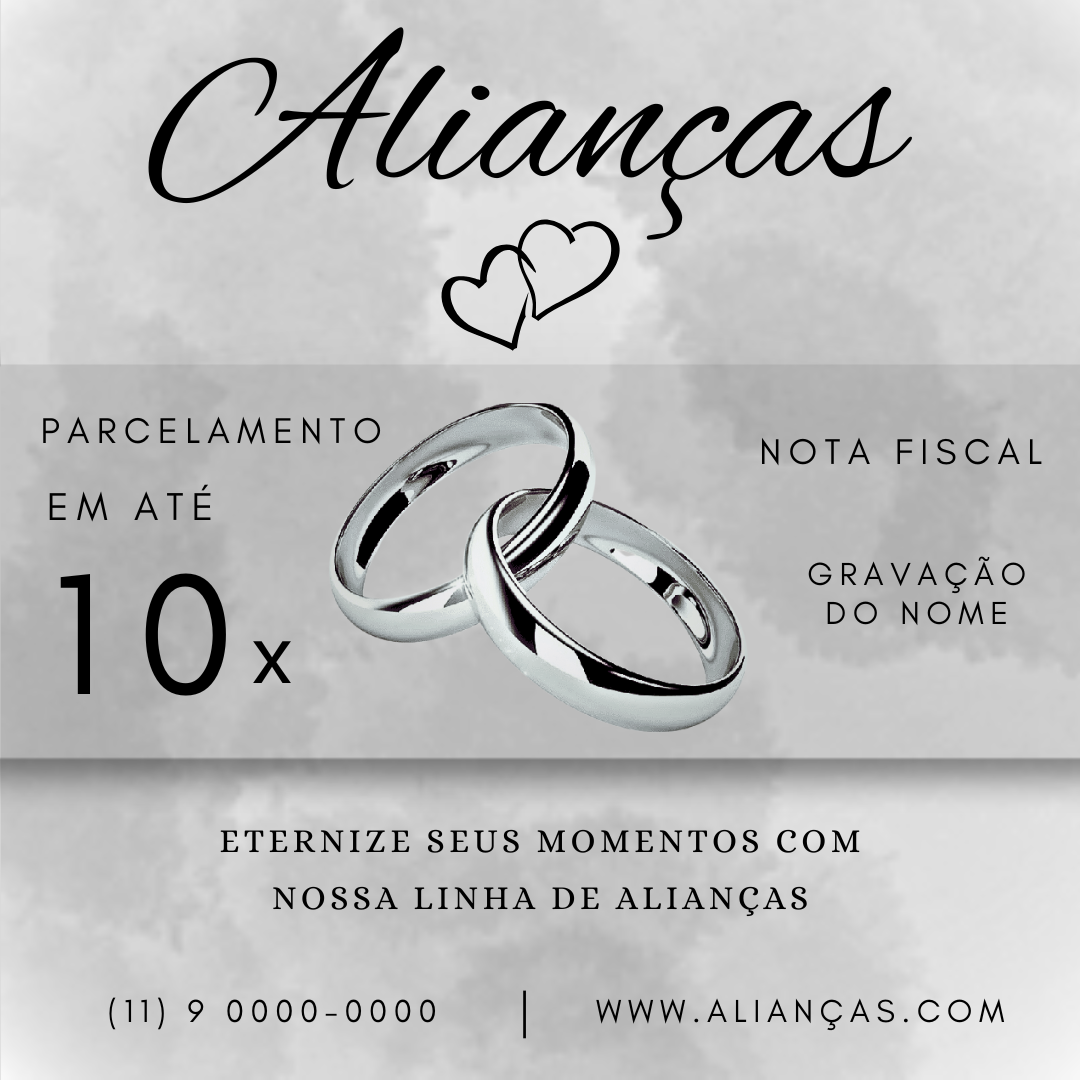 Alianças
PARCELAMENTO
EM ATÉ
10x
NOTA FISCAL
GRAVAÇÃO
DO NOME
ETERNIZE SEUS MOMENTOS COM
NOSSA LINHA DE ALIANÇAS
(11) 9 0000-0000 | WWW.ALIANÇAS.COM